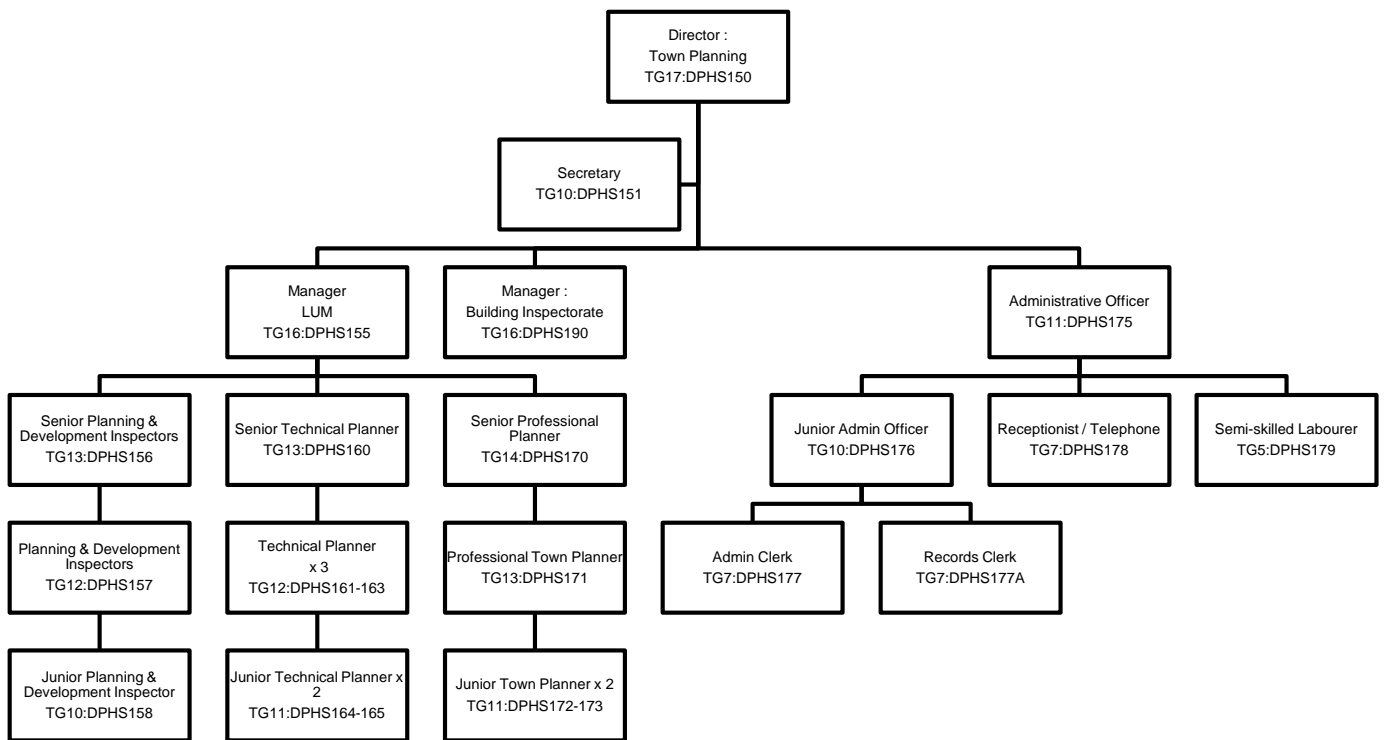 Director :
Town Planning
TG17:DPHS150
Secretary
TG10:DPHS151
Manager
LUM
TG16:DPHS155
Manager :
Building Inspectorate
TG16:DPHS190
Administrative Officer
TG11:DPHS175
Senior Planning &
Development Inspectors
TG13:DPHS156
Senior Technical Planner
TG13:DPHS160
Senior Professional
Planner
TG14:DPHS170
Junior Admin Officer
TG10:DPHS176
Receptionist / Telephone
TG7:DPHS178
Semi-skilled Labourer
TG5:DPHS179
Planning & Development
Inspectors
TG12:DPHS157
Technical Planner
x 3
TG12:DPHS161-163
Professional Town Planner
TG13:DPHS171
Admin Clerk
TG7:DPHS177
Records Clerk
TG7:DPHS177A
Junior Planning &
Development Inspector
TG10:DPHS158
Junior Technical Planner x
2
TG11:DPHS164-165
Junior Town Planner x 2
TG11:DPHS172-173